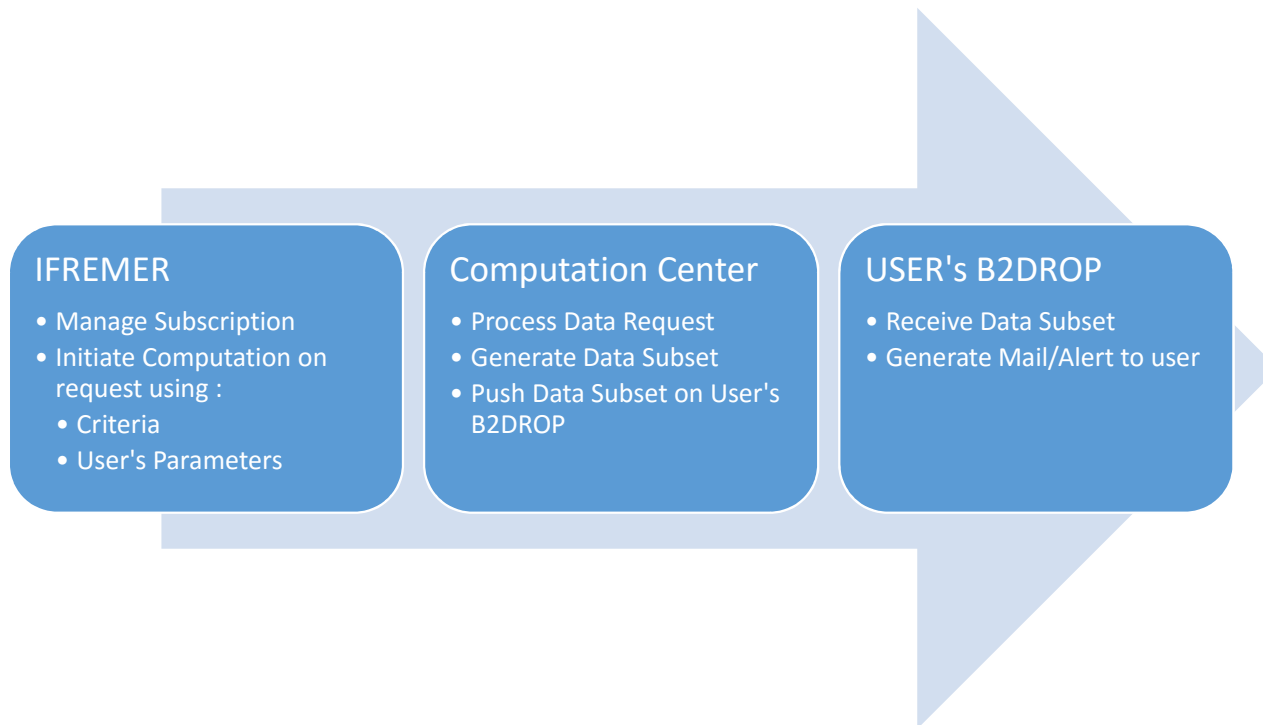 IFREMER
• Manage Subscription
• Initiate Computation on
request using :
• Criteria
• User's Parameters
Computation Center
• Process Data Request
• Generate Data Subset
• Push Data Subset on User's
B2DROP
USER's B2DROP
• Receive Data Subset
• Generate Mail/Alert to user